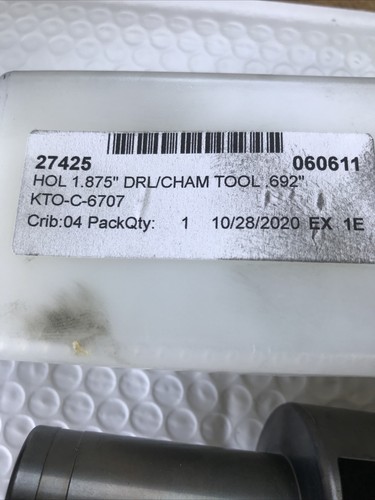 27425 060611
HOL 1.875" DRL/CHAM TOOL .692"
KTO-C-6707
Crib:04 PackQty: 1 10/28/2020 EX 1E